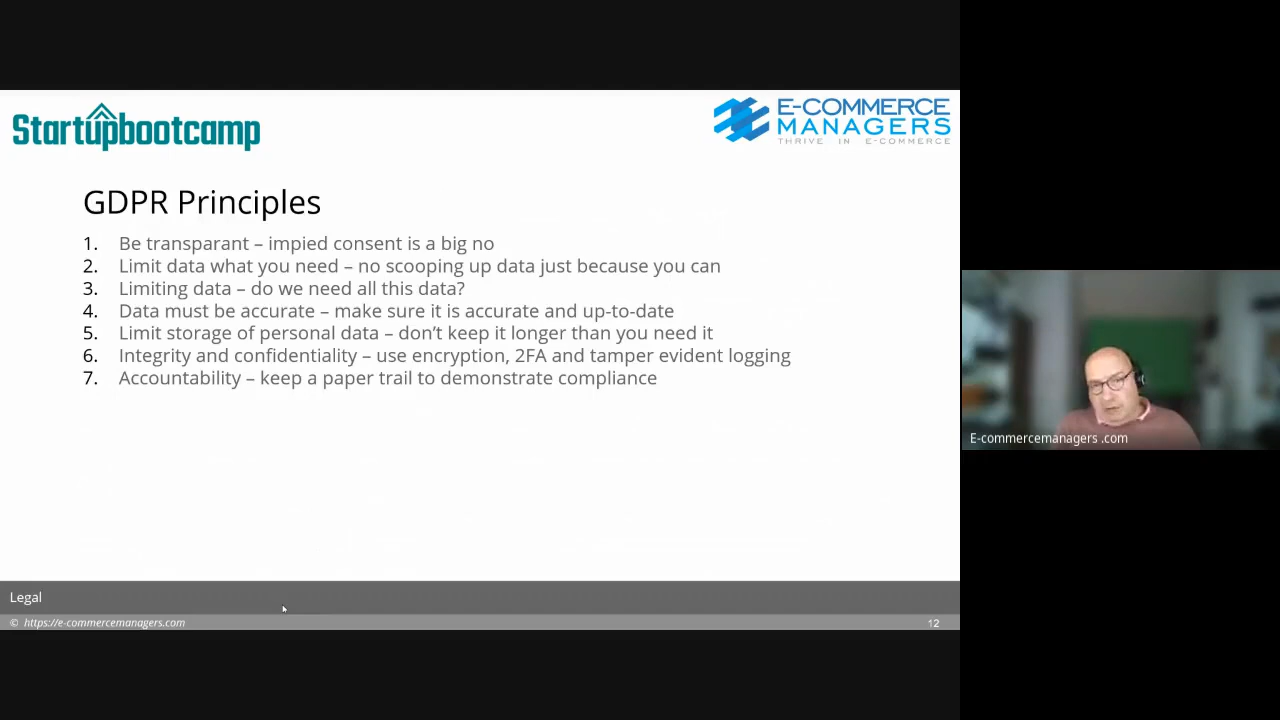 Startupbootcamp
E-COMMERCE
MANAGERS
THRIVE IN E-COMMERCE
GDPR Principles
1. Be transparant – impied consent is a big no
2. Limit data what you need – no scooping up data just because you can
3. Limiting data – do we need all this data?
4. Data must be accurate – make sure it is accurate and up-to-date
5. Limit storage of personal data – don’t keep it longer than you need it
6. Integrity and confidentiality – use encryption, 2FA and tamper evident logging
7. Accountability – keep a paper trail to demonstrate compliance
E-commercemanagers .com
Legal
© https://e-commercemanagers.com
12